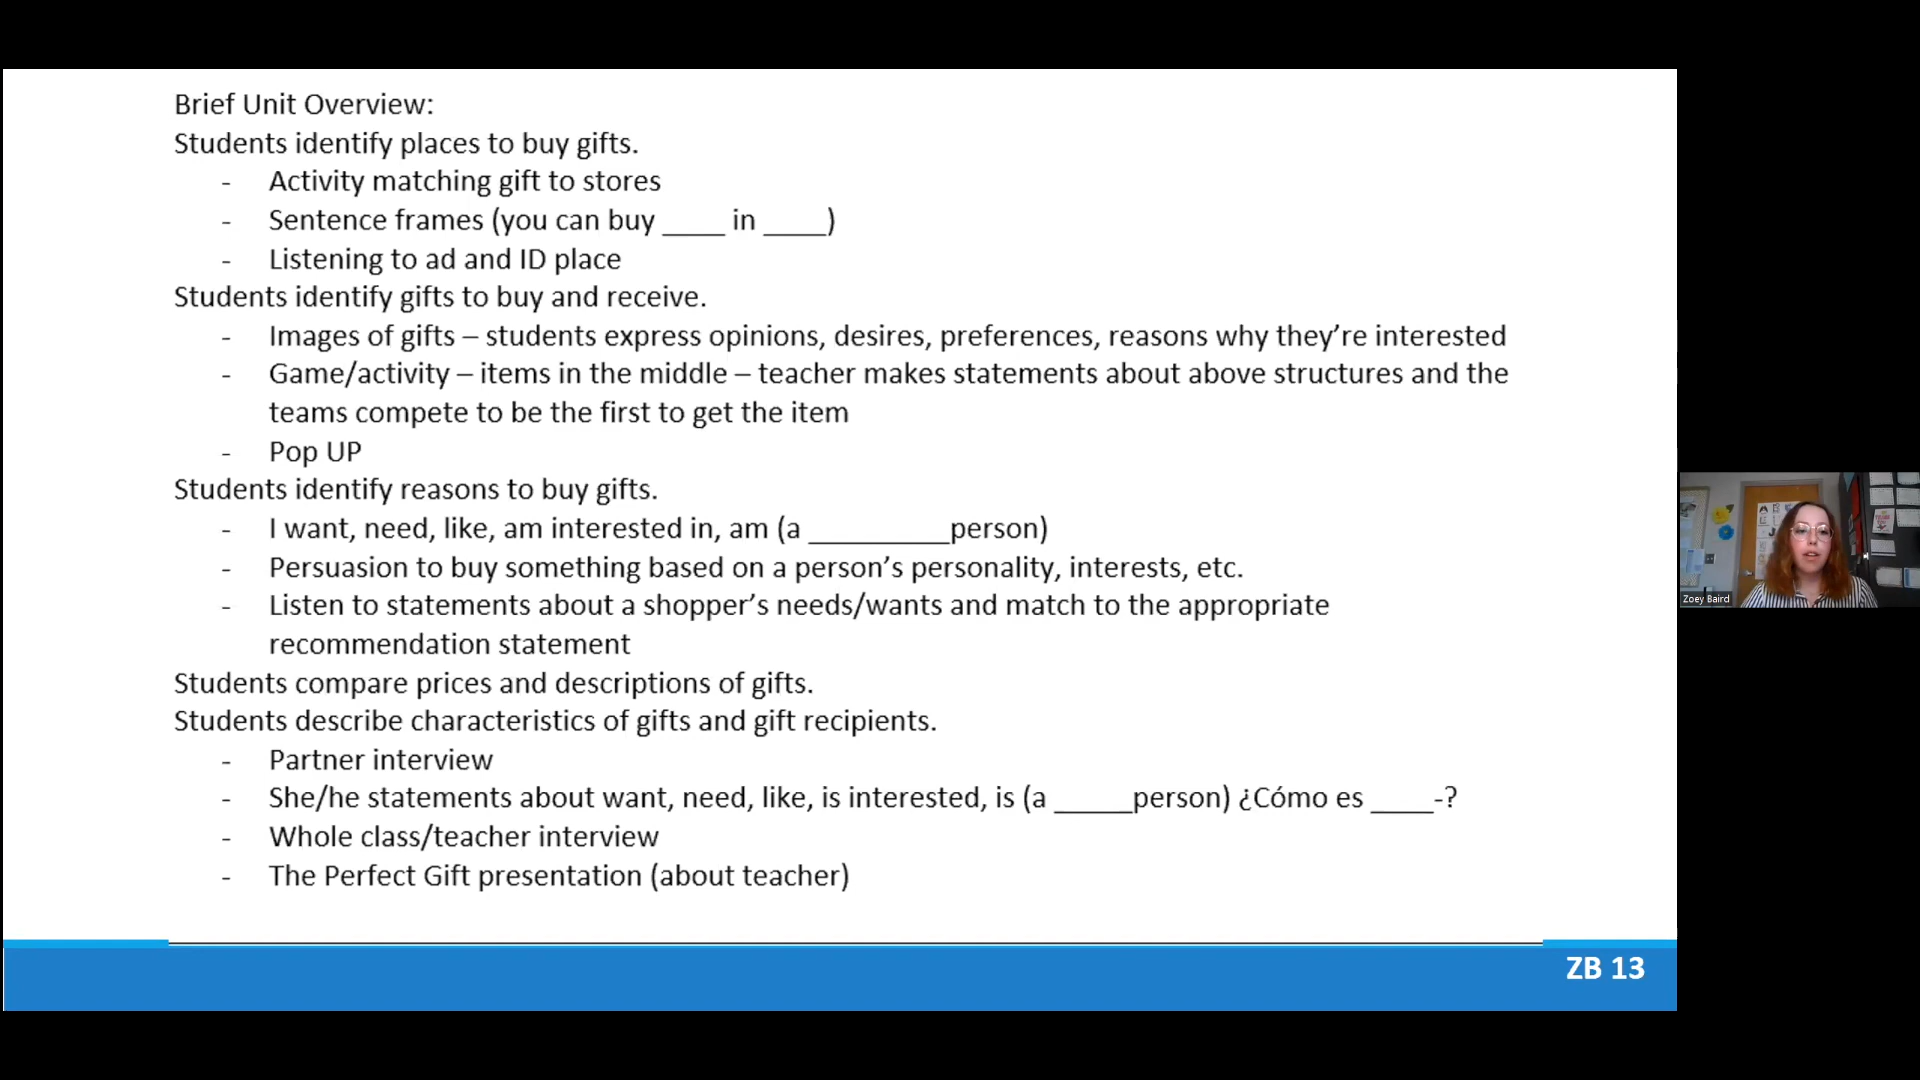 Brief Unit Overview:
Students identify places to buy gifts.
- Activity matching gift to stores
- Sentence frames (you can buy ____ in ____)
- Listening to ad and ID place
Students identify gifts to buy and receive.
- Images of gifts – students express opinions, desires, preferences, reasons why they're interested
- Game/activity – items in the middle – teacher makes statements about above structures and the
teams compete to be the first to get the item
- Pop UP
Students identify reasons to buy gifts.
- I want, need, like, am interested in, am (a _________person)
- Persuasion to buy something based on a person's personality, interests, etc.
- Listen to statements about a shopper's needs/wants and match to the appropriate
recommendation statement
Students compare prices and descriptions of gifts.
Students describe characteristics of gifts and gift recipients.
- Partner interview
- She/he statements about want, need, like, is interested, is (a _____person) ¿Cómo es ____-?
- Whole class/teacher interview
- The Perfect Gift presentation (about teacher)
ZB 13
Zoey Baird